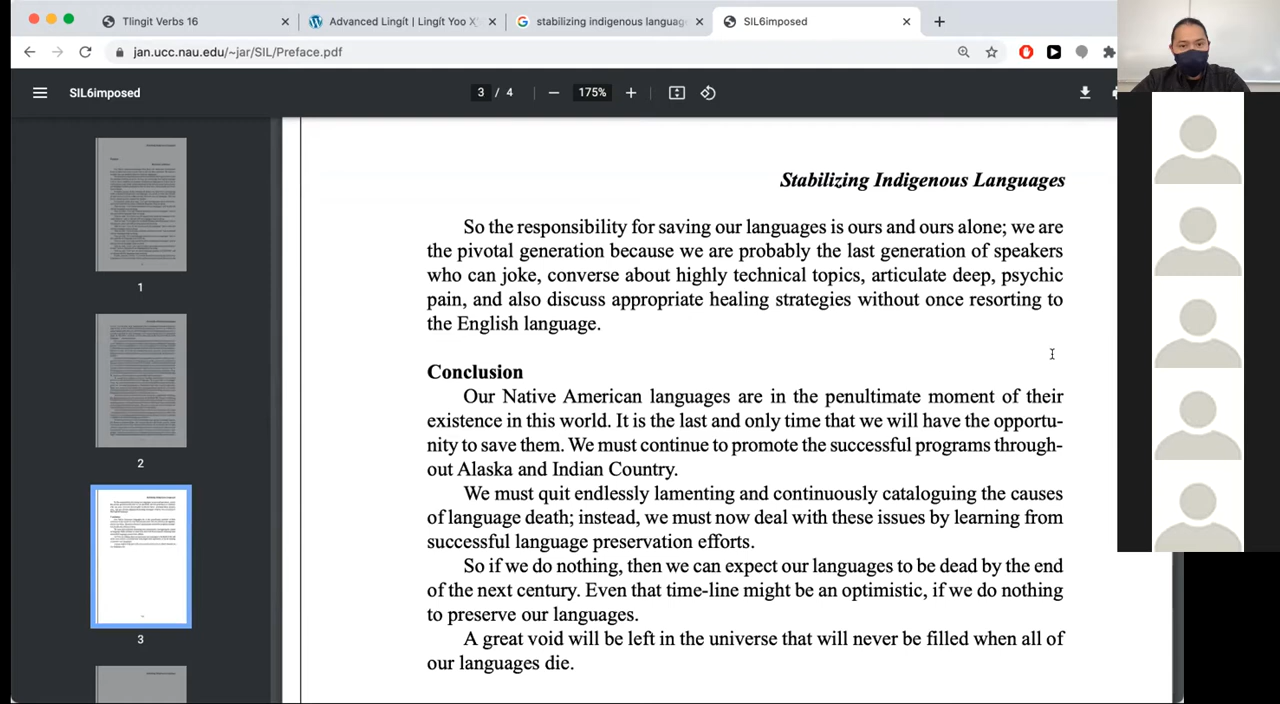 Tlingit Verbs 16
Advanced Lingít | Lingít Yoo X̱
stabilizing indigenous languag
SIL6imposed
jan.ucc.nau.edu/~jar/SIL/Preface.pdf
SIL6imposed
3 / 4
175%
1
2
3
Stabilizing Indigenous Languages
So the responsibility for saving our languages is ours and ours alone; we are
the pivotal generation because we are probably the last generation of speakers
who can joke, converse about highly technical topics, articulate deep, psychic
pain, and also discuss appropriate healing strategies without once resorting to
the English language.
Conclusion
Our Native American languages are in the penultimate moment of their
existence in this world. It is the last and only time that we will have the opportu-
nity to save them. We must continue to promote the successful programs through-
out Alaska and Indian Country.
We must quit endlessly lamenting and continuously cataloguing the causes
of language death; instead, we must now deal with these issues by learning from
successful language preservation efforts.
So if we do nothing, then we can expect our languages to be dead by the end
of the next century. Even that time-line might be an optimistic, if we do nothing
to preserve our languages.
A great void will be left in the universe that will never be filled when all of
our languages die.